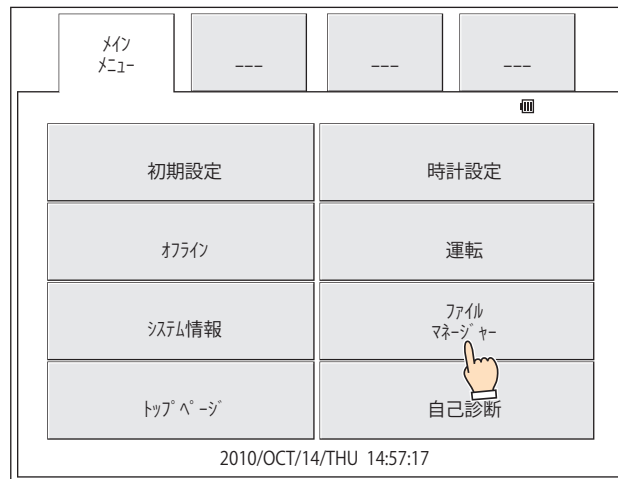 ﾒｲﾝ
ﾒﾆｭｰ
---
---
---
初期設定
時計設定
ｵﾌﾗｲﾝ
運転
ｼｽﾃﾑ情報
ﾌｧｲﾙ
ﾏﾈｰｼﾞｬｰ
ﾄｯﾌﾟﾍﾟｰｼﾞ
自己診断
2010/OCT/14/THU 14:57:17